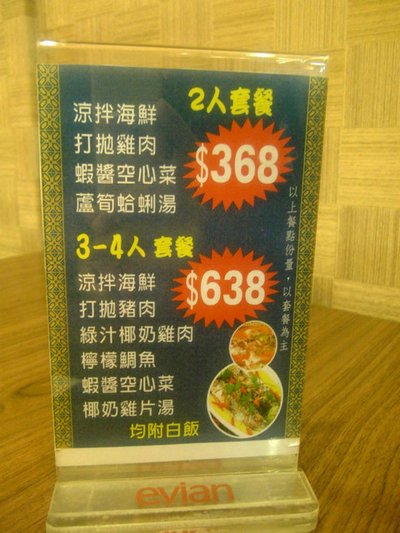 2人套餐
涼拌海鮮
打拋雞肉
蝦醬空心菜
蘆筍蛤蜊湯
$368
3-4人 套餐
涼拌海鮮
打拋豬肉
綠汁椰奶雞肉
檸檬鯛魚
蝦醬空心菜
椰奶雞片湯
$638
均附白飯
以上餐點份量，以套餐為主
evian